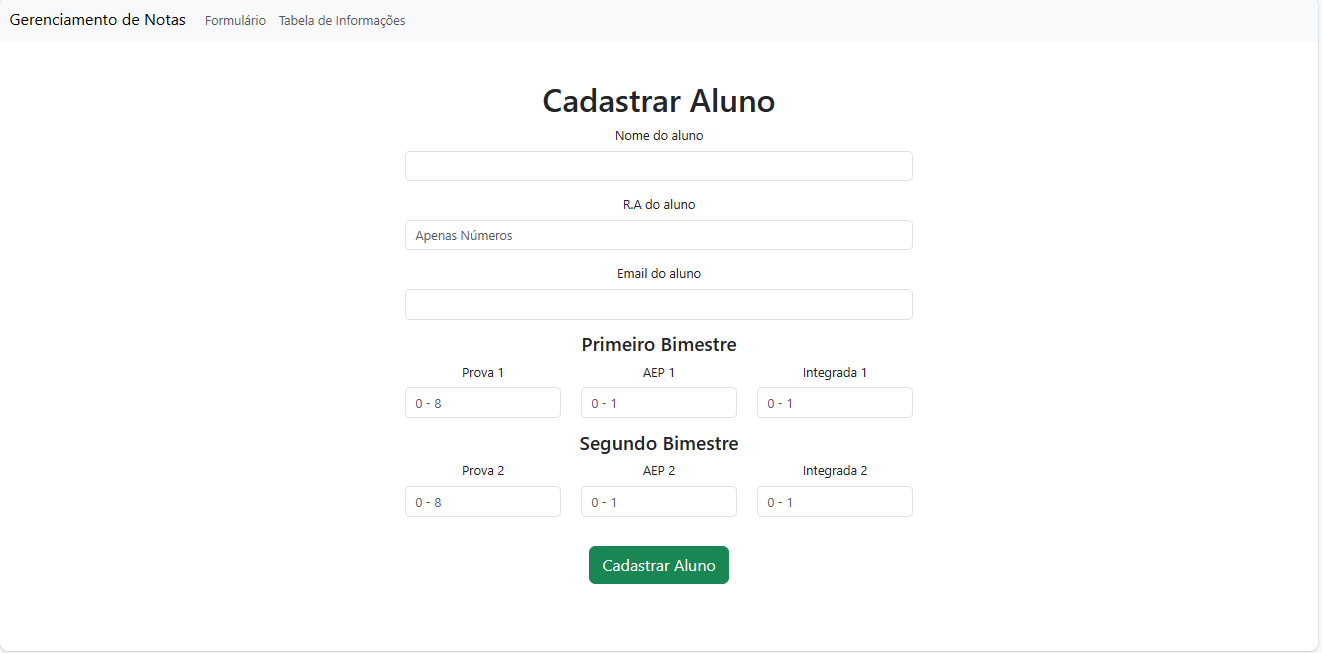 Gerenciamento de Notas Formulário Tabela de Informações
Cadastrar Aluno
Nome do aluno
R.A do aluno
Apenas Números
Email do aluno
Primeiro Bimestre
Prova 1 AEP 1 Integrada 1
0 - 8 0 - 1 0 - 1
Segundo Bimestre
Prova 2 AEP 2 Integrada 2
0 - 8 0 - 1 0 - 1
Cadastrar Aluno